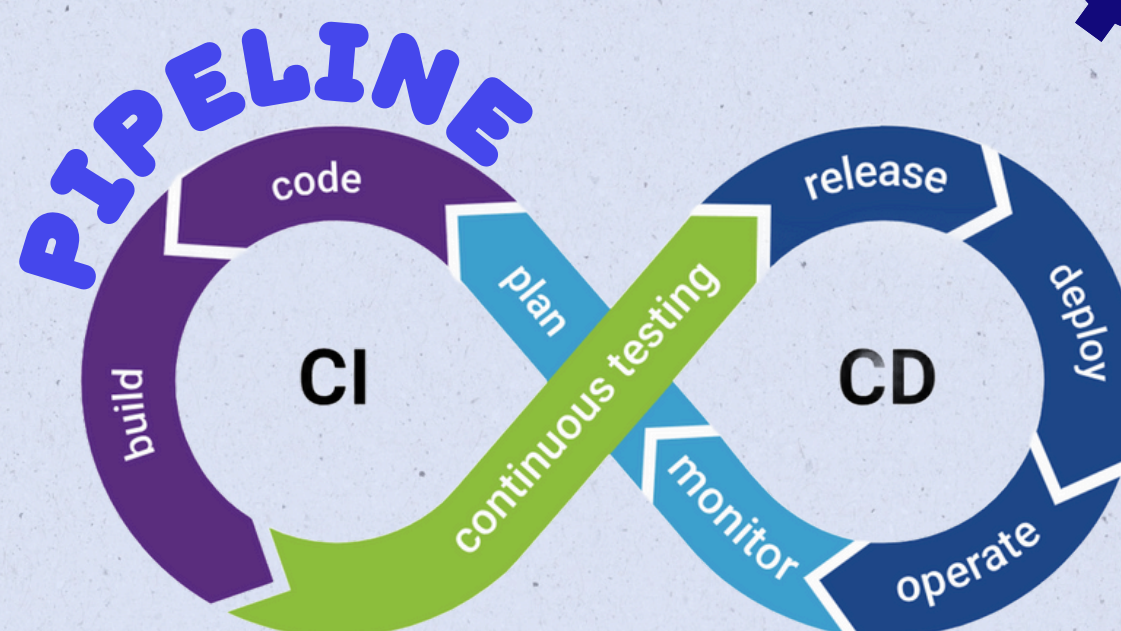 PIPELINE
code
release
plan
continuous testing
deploy
build
CI
CD
monitor
operate